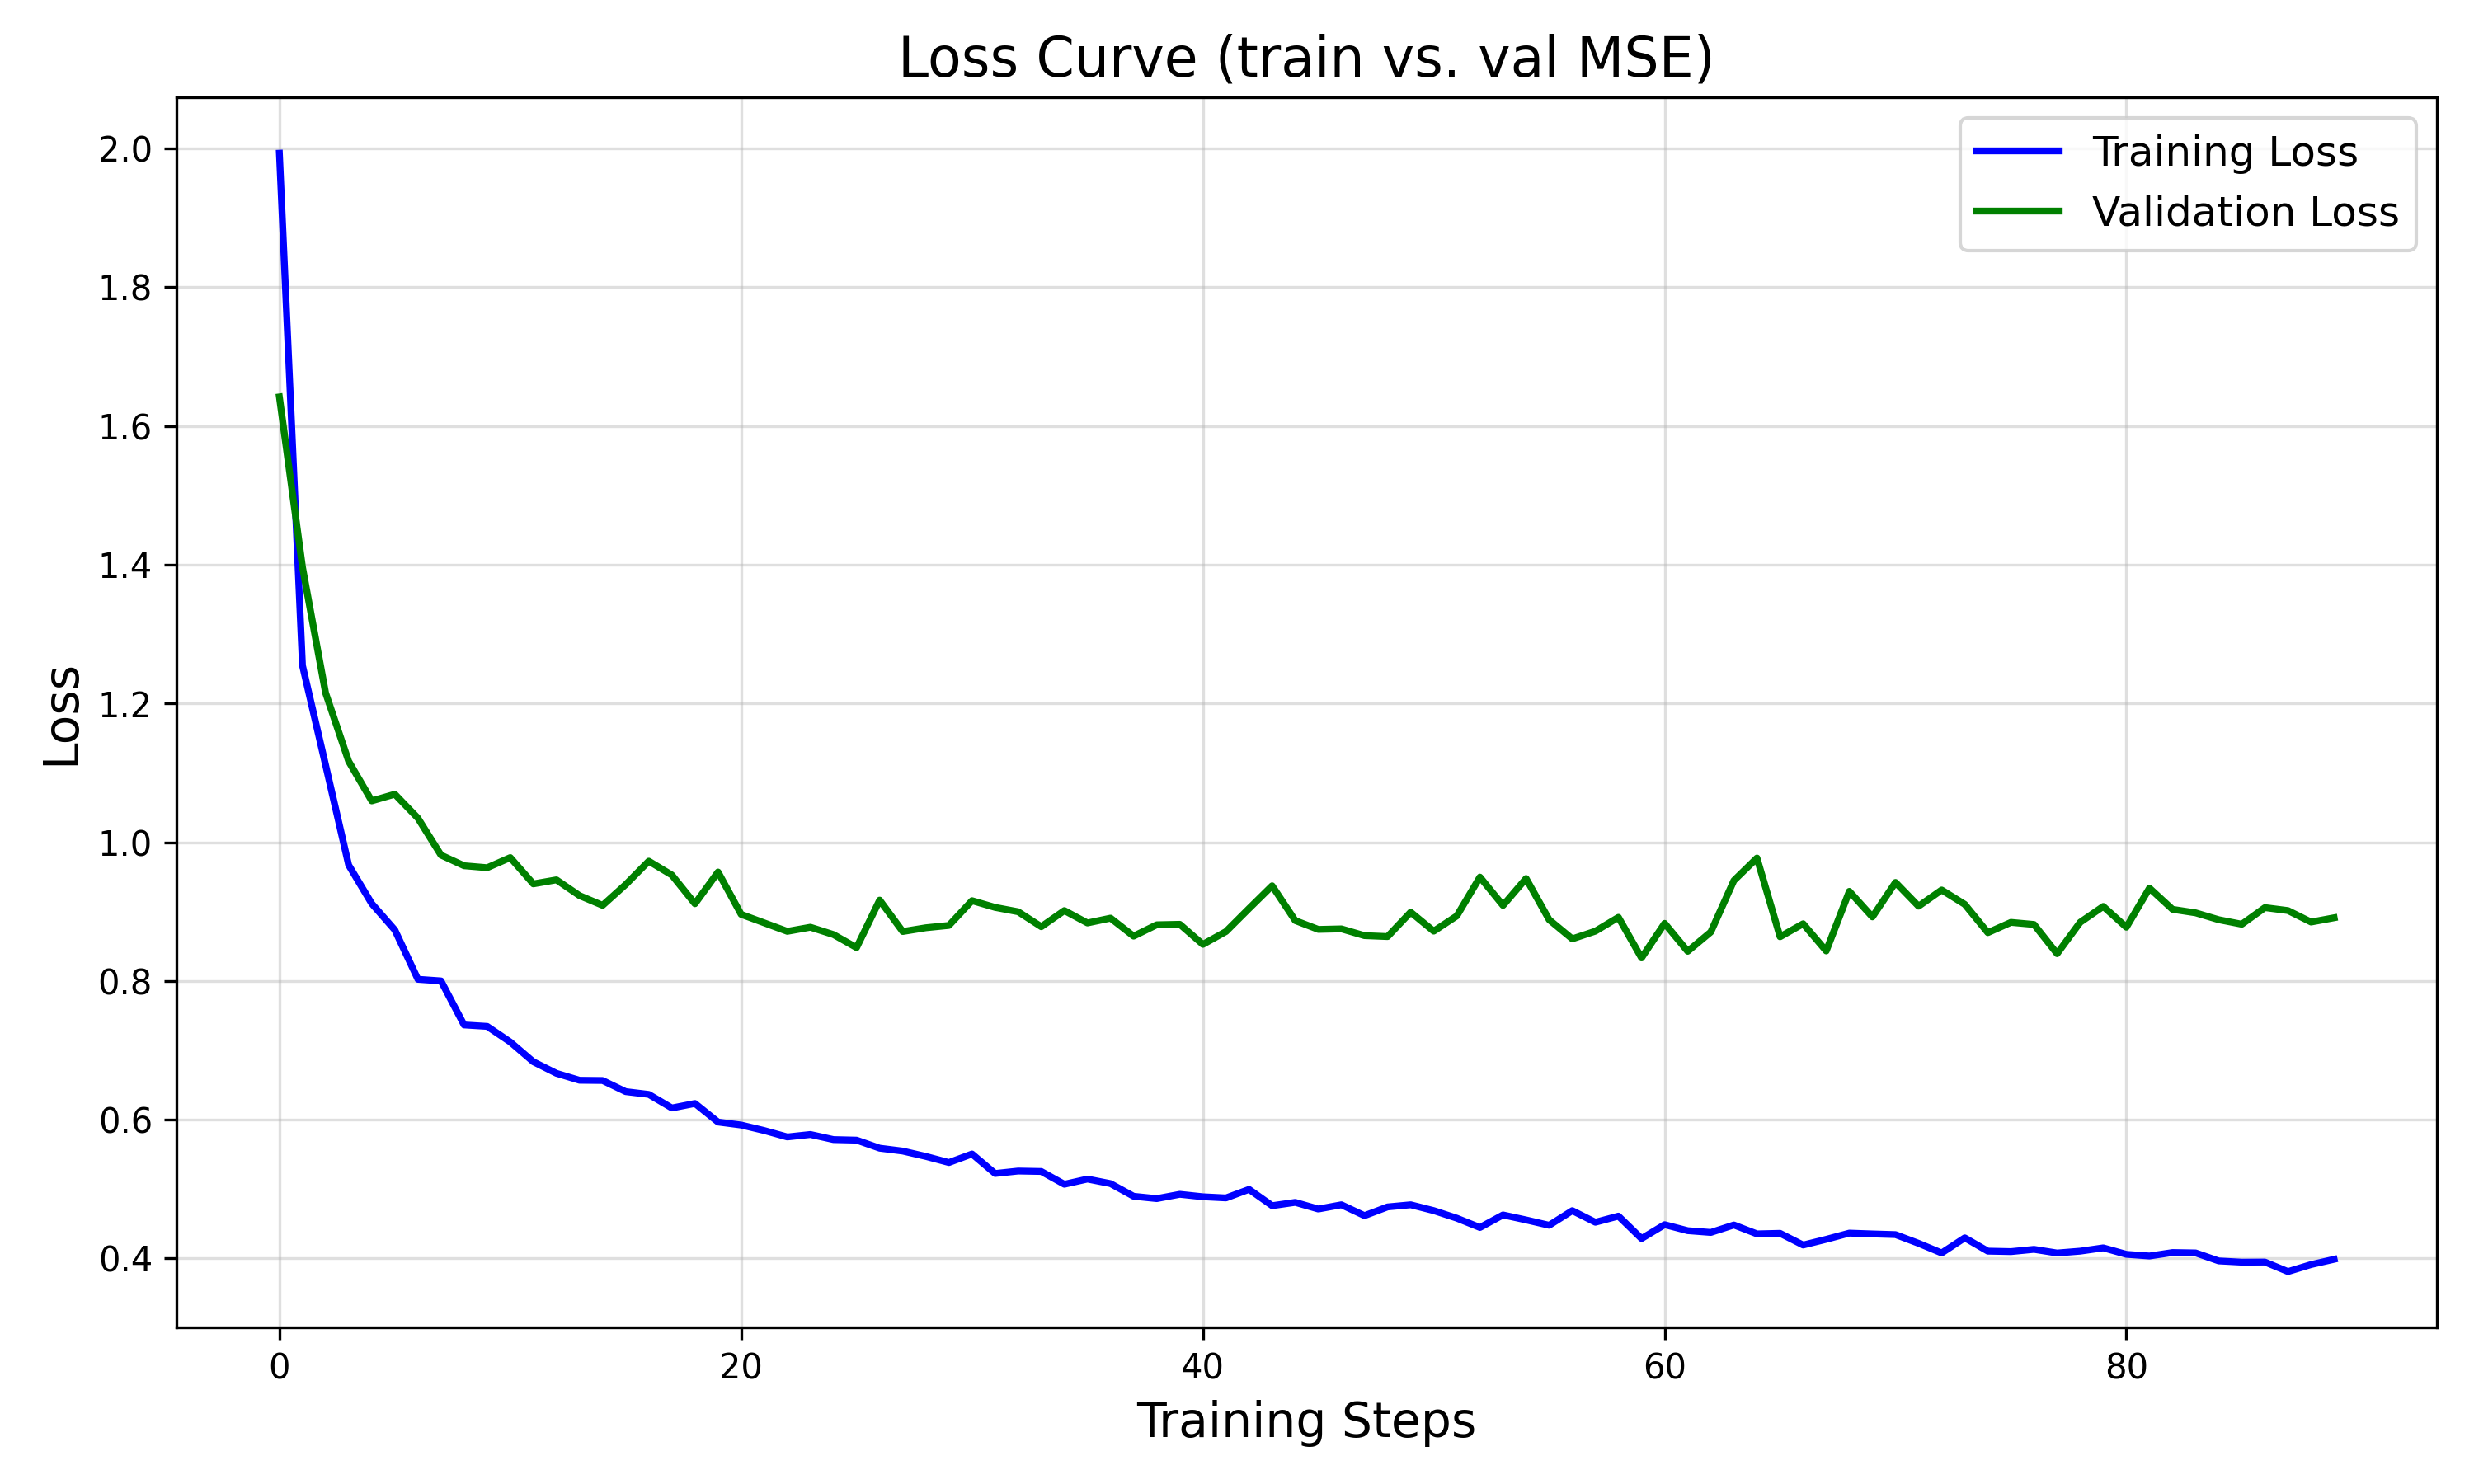 Loss Curve (train vs. val MSE)
Training Loss
Validation Loss
2.0
1.8
1.6
1.4
1.2
1.0
0.8
0.6
0.4
Loss
0 20 40 60 80
Training Steps